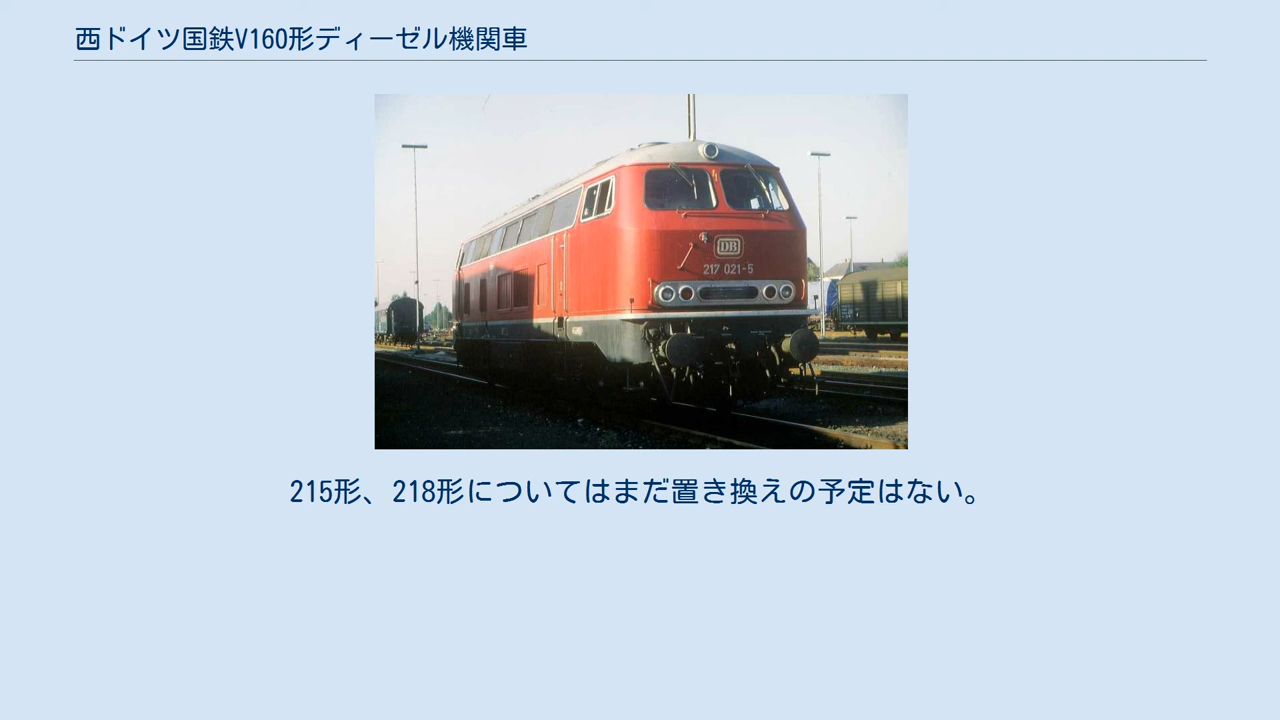 西ドイツ国鉄V160形ディーゼル機関車
DB
217 021-5
215形、218形についてはまだ置き換えの予定はない。